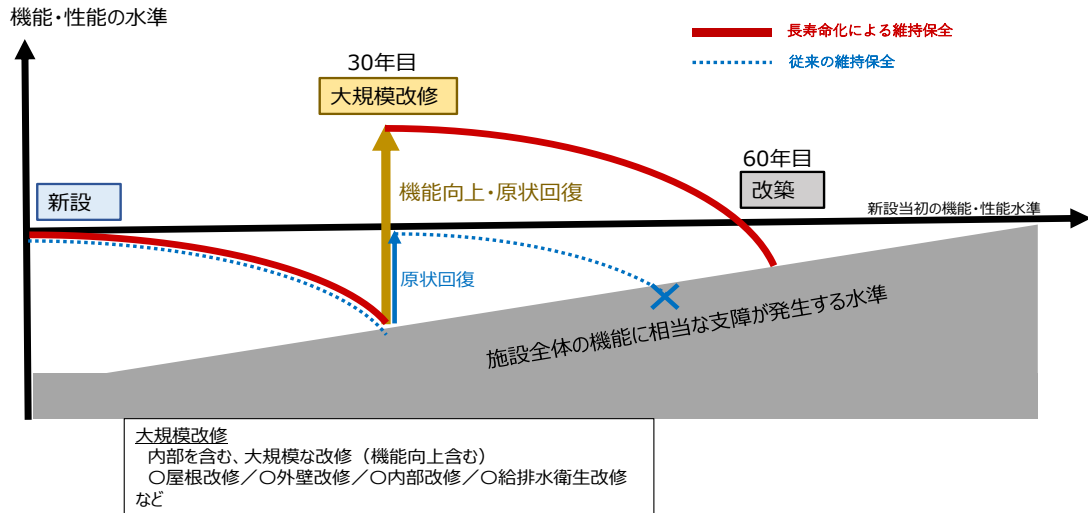 機能・性能の水準
長寿命化による維持保全
従来の維持保全
30年目
大規模改修
60年目
改築
新設
機能向上・原状回復
新設当初の機能・性能水準
原状回復
施設全体の機能に相当な支障が発生する水準
大規模改修
内部を含む、大規模な改修（機能向上含む）
〇屋根改修／〇外壁改修／〇内部改修／〇給排水衛生改修
など